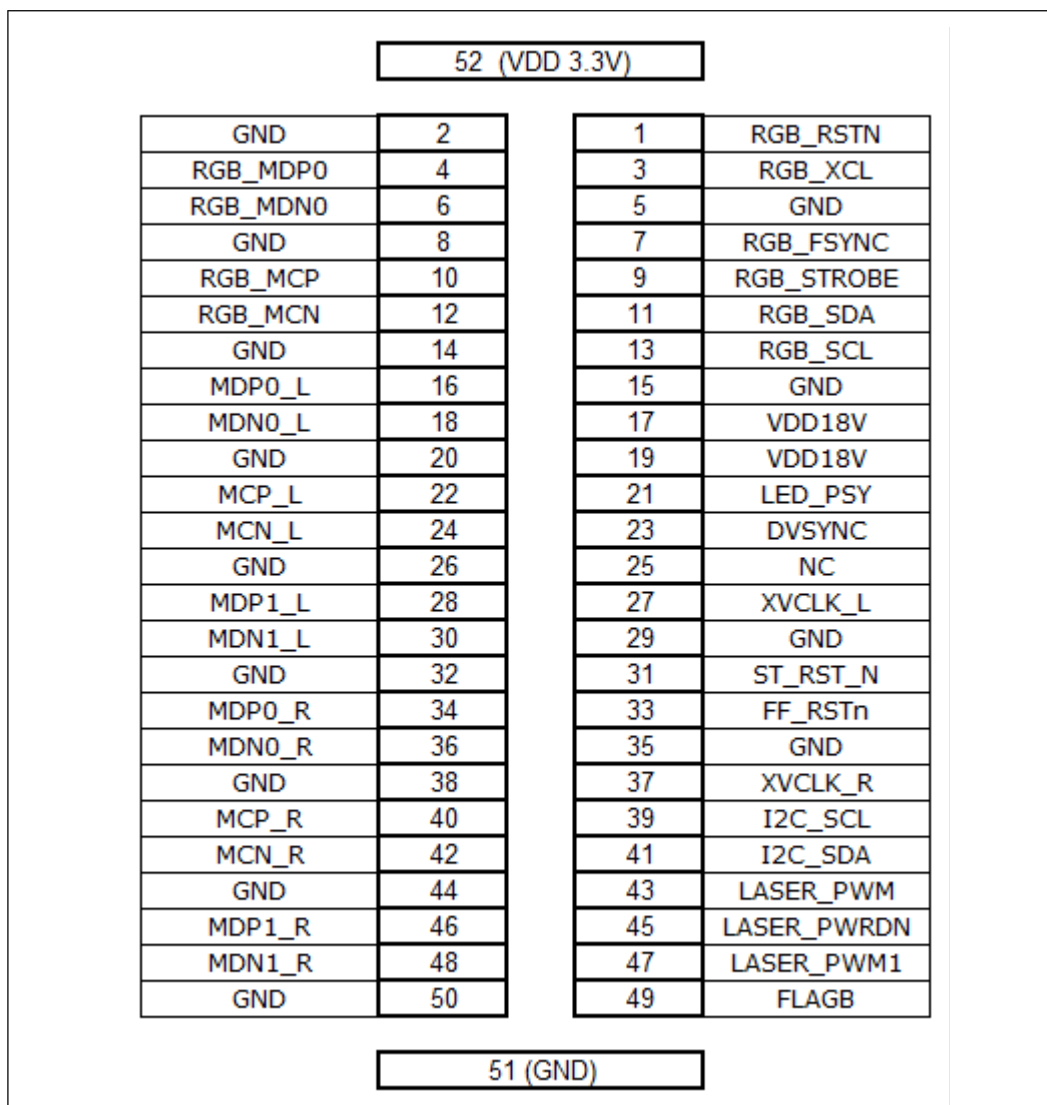 52 (VDD 3.3V)
GND 2 1 RGB_RSTN
RGB_MDP0 4 3 RGB_XCL
RGB_MDN0 6 5 GND
GND 8 7 RGB_FSYNC
RGB_MCP 10 9 RGB_STROBE
RGB_MCN 12 11 RGB_SDA
GND 14 13 RGB_SCL
MDP0_L 16 15 GND
MDN0_L 18 17 VDD18V
GND 20 19 VDD18V
MCP_L 22 21 LED_PSY
MCN_L 24 23 DVSYNC
GND 26 25 NC
MDP1_L 28 27 XVCLK_L
MDN1_L 30 29 GND
GND 32 31 ST_RST_N
MDP0_R 34 33 FF_RSTn
MDN0_R 36 35 GND
GND 38 37 XVCLK_R
MCP_R 40 39 I2C_SCL
MCN_R 42 41 I2C_SDA
GND 44 43 LASER_PWM
MDP1_R 46 45 LASER_PWRDN
MDN1_R 48 47 LASER_PWM1
GND 50 49 FLAGB
51 (GND)